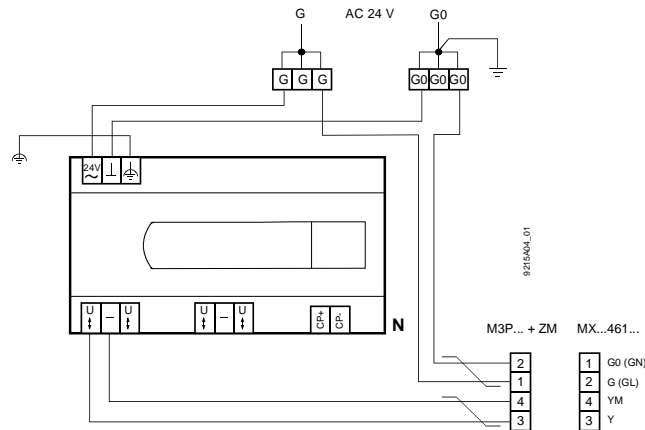 G AC 24 V G0
G G G G0 G0 G0
24V ~ ⊥
9215A04_01
U – U U – U CP+ CP- N
M3P... + ZM MX...461...
2 1 G0 (GN)
1 2 G (GL)
4 4 YM
3 3 Y